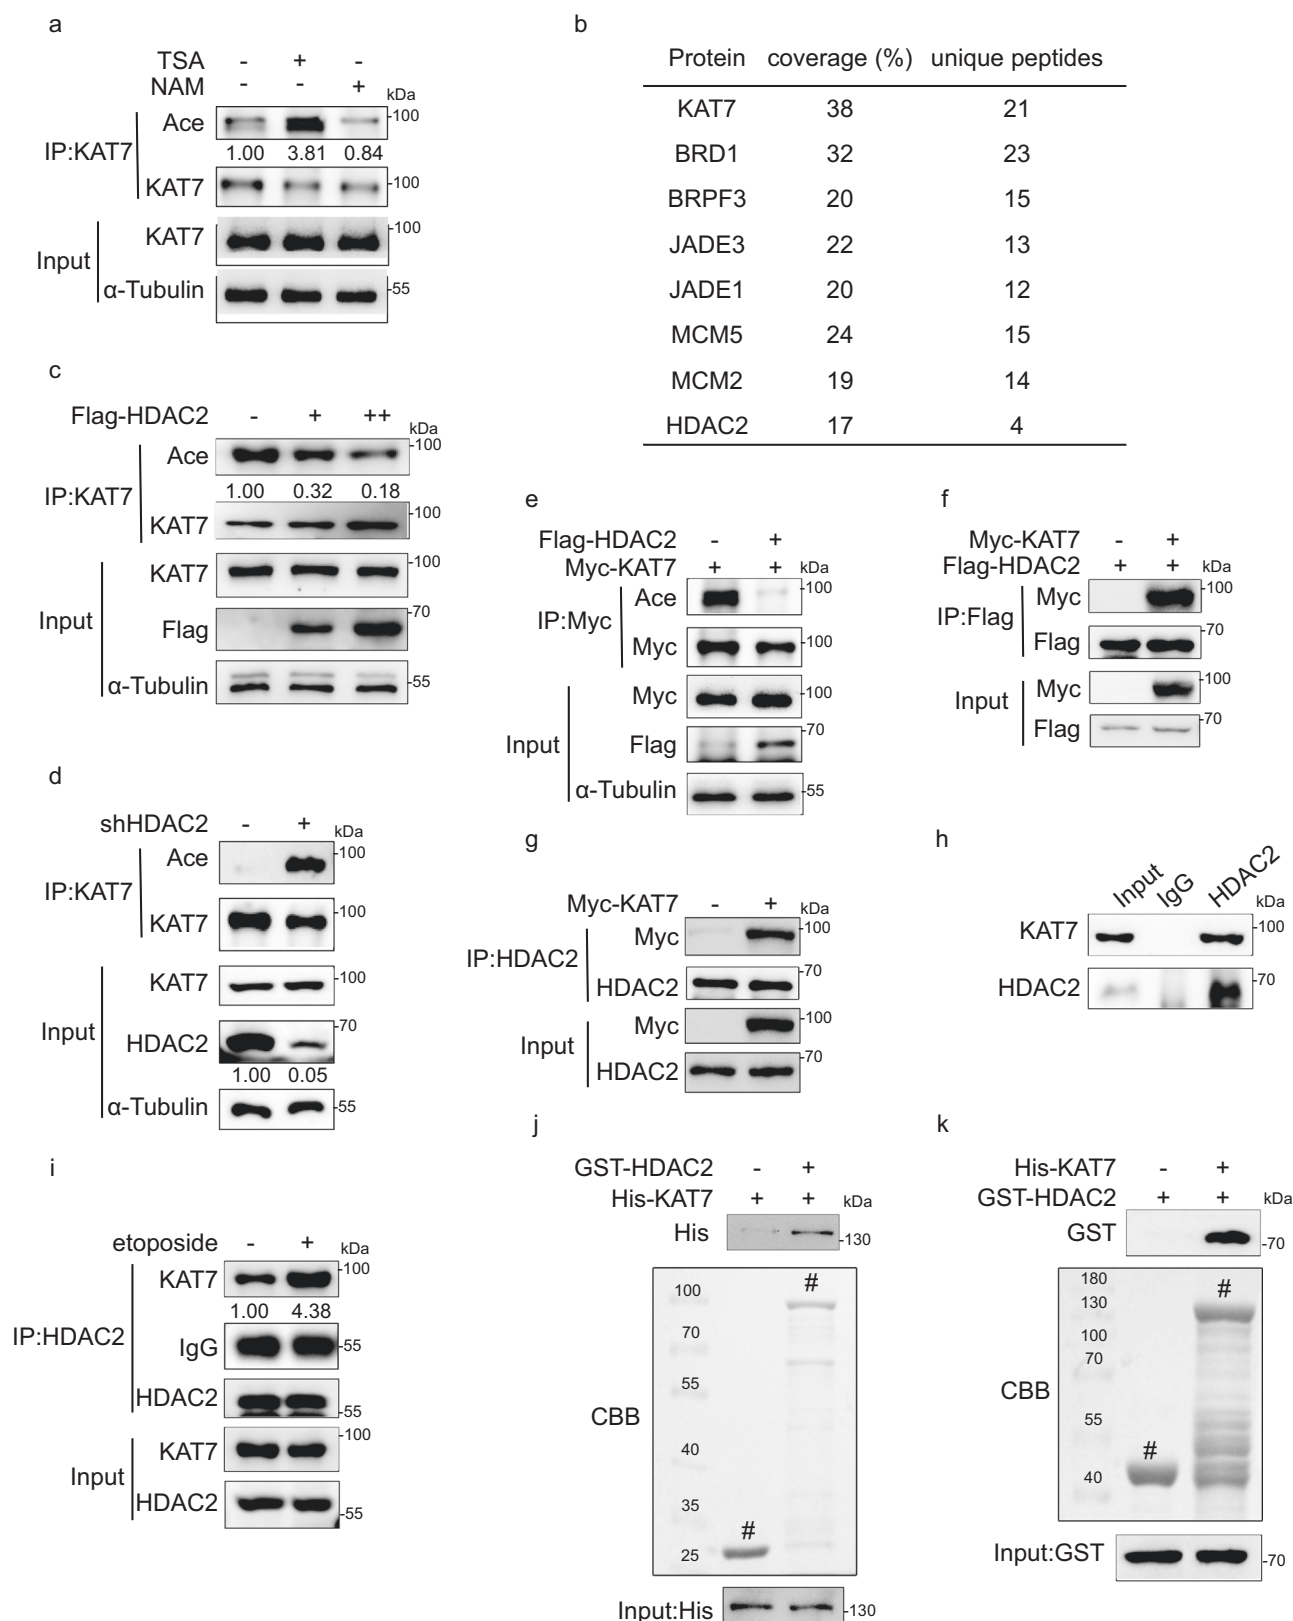 a
TSA - + -
NAM - - +
kDa
IP:KAT7
Ace
-100
1.00 3.81 0.84
KAT7
-100
Input
KAT7
-100
α-Tubulin
-55
b
Protein coverage (%) unique peptides
KAT7 38 21
BRD1 32 23
BRPF3 20 15
JADE3 22 13
JADE1 20 12
MCM5 24 15
MCM2 19 14
HDAC2 17 4
c
Flag-HDAC2 - + ++
kDa
IP:KAT7
Ace
-100
1.00 0.32 0.18
KAT7
-100
Input
KAT7
-100
Flag
-70
α-Tubulin
-55
d
shHDAC2 - +
kDa
IP:KAT7
Ace
-100
KAT7
-100
Input
KAT7
-100
HDAC2
-70
1.00 0.05
α-Tubulin
-55
e
Flag-HDAC2 - +
Myc-KAT7 + + kDa
IP:Myc
Ace
-100
Myc
-100
Input
Myc
-100
Flag
-70
α-Tubulin
-55
f
Myc-KAT7 - +
Flag-HDAC2 + + kDa
IP:Flag
Myc
-100
Flag
-70
Input
Myc
-100
Flag
-70
g
Myc-KAT7 - +
kDa
IP:HDAC2
Myc
-100
HDAC2
-70
Input
Myc
-100
HDAC2
-70
h
Input IgG HDAC2
kDa
KAT7
-100
HDAC2
-70
i
etoposide - +
kDa
IP:HDAC2
KAT7
-100
1.00 4.38
IgG
-55
HDAC2
-55
Input
KAT7
-100
HDAC2
-55
j
GST-HDAC2 - +
His-KAT7 + + kDa
His
-130
CBB
100
70
55
40
35
25
#
#
Input:His
-130
k
His-KAT7 - +
GST-HDAC2 + + kDa
GST
-70
CBB
180
130
100
70
55
40
#
#
Input:GST
-70